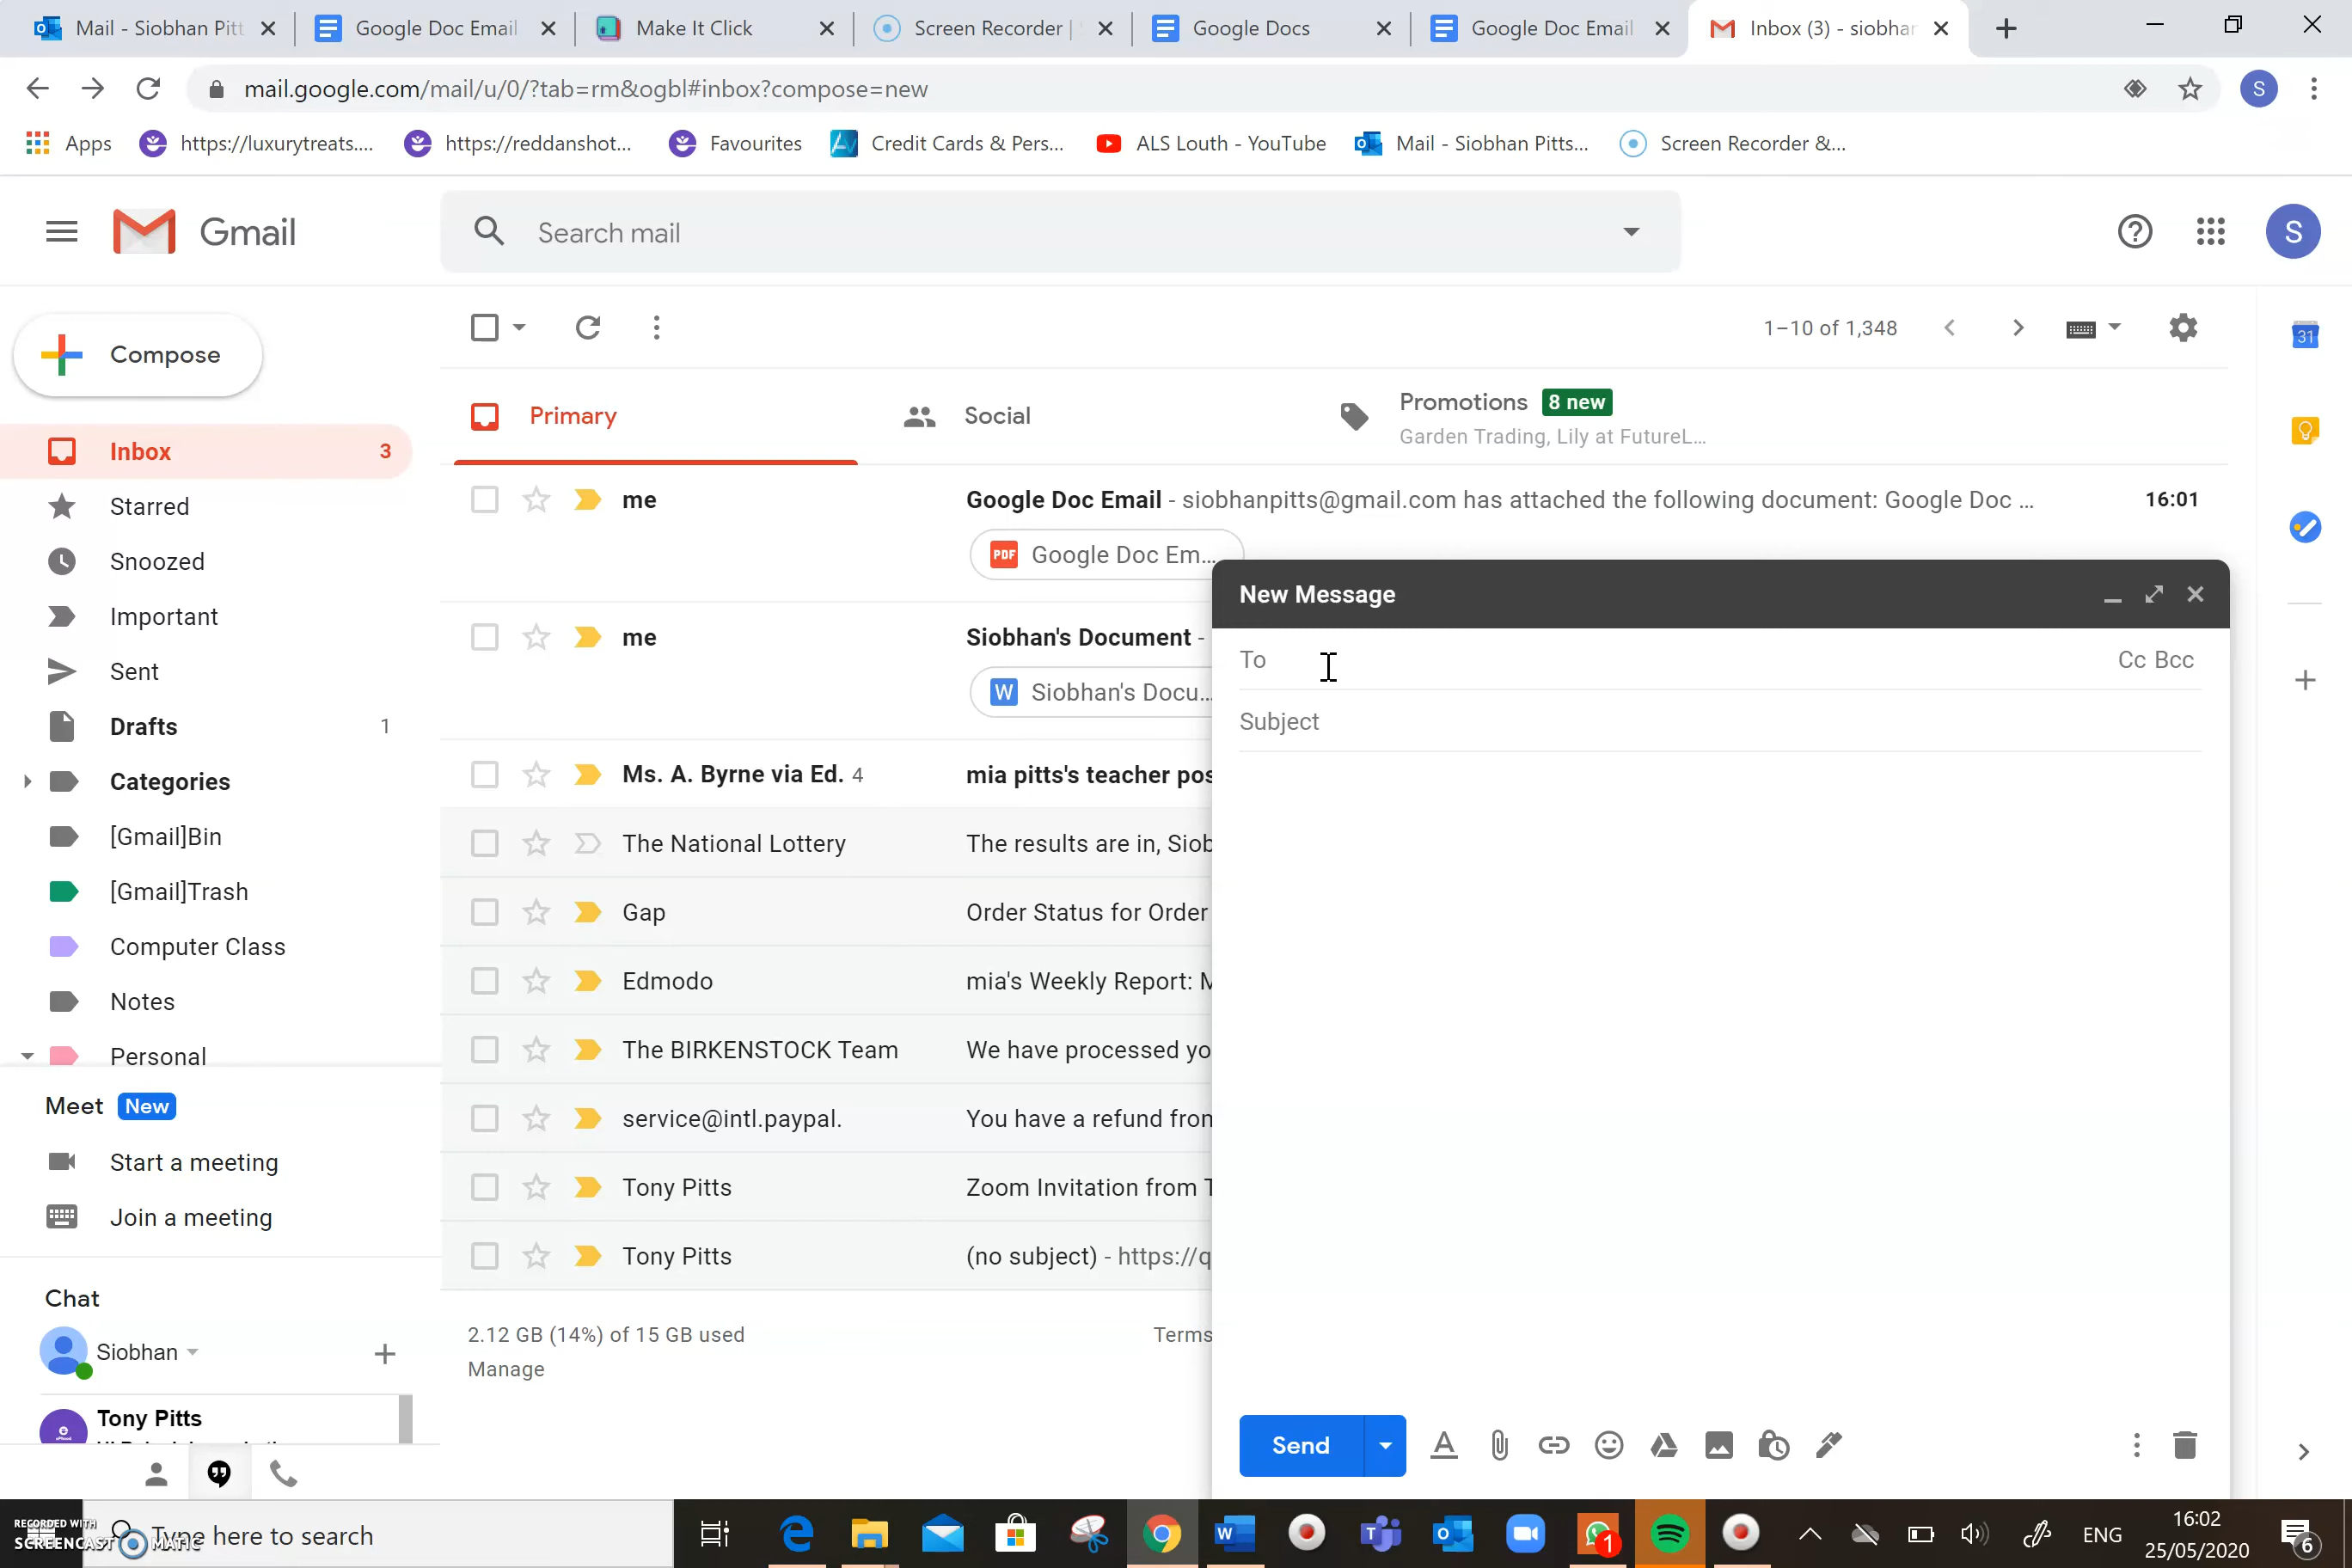 Mail - Siobhan Pitt
Google Doc Email
Make It Click
Screen Recorder |
Google Docs
Google Doc Email
Inbox (3) - siobhan
mail.google.com/mail/u/0/?tab=rm&ogbl#inbox?compose=new
S
Apps
https://luxurytreats....
https://reddanshot...
Favourites
Credit Cards & Pers...
ALS Louth - YouTube
Mail - Siobhan Pitts...
Screen Recorder &...
Gmail
Search mail
S
Compose
1–10 of 1,348
31
Primary
Social
Promotions 8 new
Garden Trading, Lily at FutureL...
Inbox 3
Starred
Snoozed
Important
Sent
Drafts 1
Categories
[Gmail]Bin
[Gmail]Trash
Computer Class
Notes
Personal
me Google Doc Email - siobhanpitts@gmail.com has attached the following document: Google Doc ... 16:01
PDF Google Doc Em...
me Siobhan's Document -
W Siobhan's Docu...
Ms. A. Byrne via Ed. 4 mia pitts's teacher pos
The National Lottery The results are in, Siob
Gap Order Status for Order
Edmodo mia's Weekly Report: M
The BIRKENSTOCK Team We have processed yo
service@intl.paypal. You have a refund from
Tony Pitts Zoom Invitation from T
Tony Pitts (no subject) - https://q
2.12 GB (14%) of 15 GB used
Manage
Terms
New Message
To Cc Bcc
Subject
Send
Meet New
Start a meeting
Join a meeting
Chat
Siobhan
Tony Pitts
RECORDED WITH
SCREENCAST MATIC
Type here to search
1
ENG
16:02
25/05/2020
6